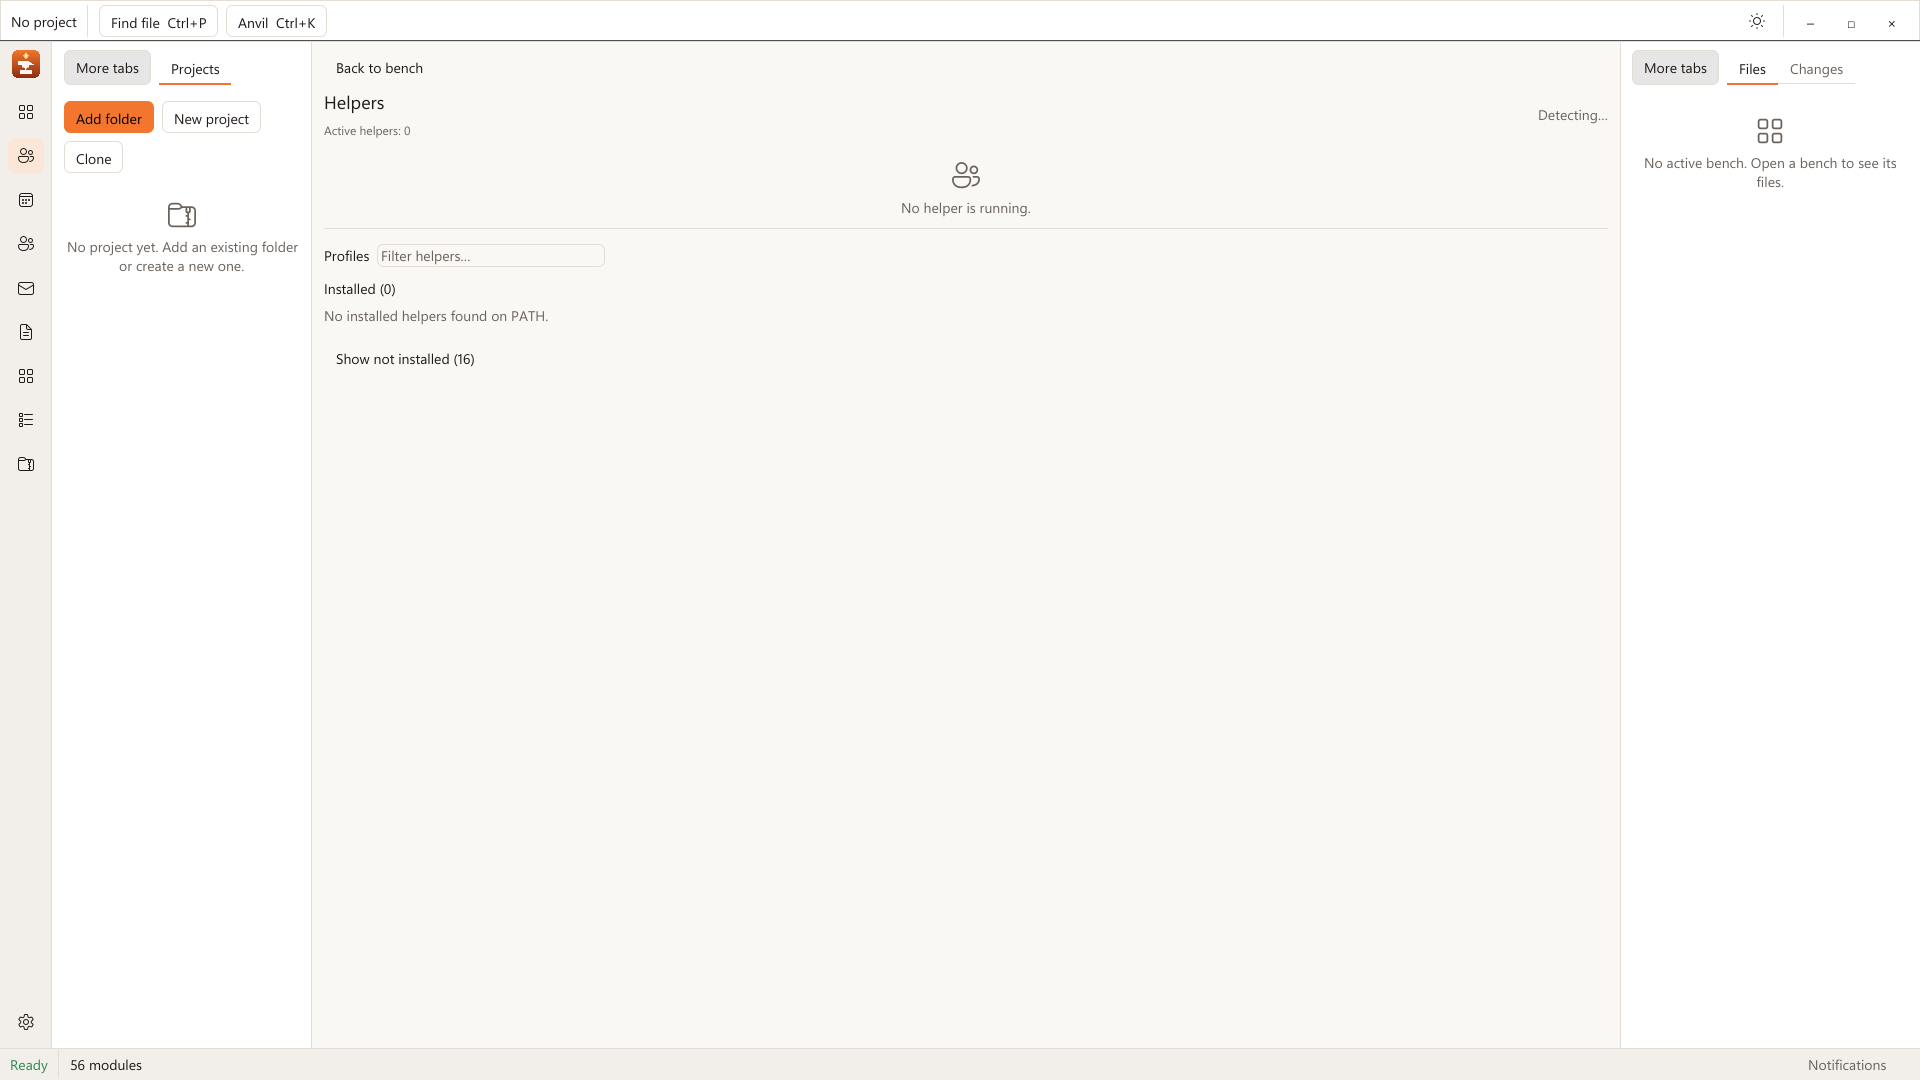 No project
Find file Ctrl+P
Anvil Ctrl+K
More tabs
Projects
Add folder
New project
Clone
No project yet. Add an existing folder
or create a new one.
Back to bench
Helpers
Active helpers: 0
Detecting...
No helper is running.
Profiles
Filter helpers...
Installed (0)
No installed helpers found on PATH.
Show not installed (16)
More tabs
Files
Changes
No active bench. Open a bench to see its
files.
Ready
56 modules
Notifications